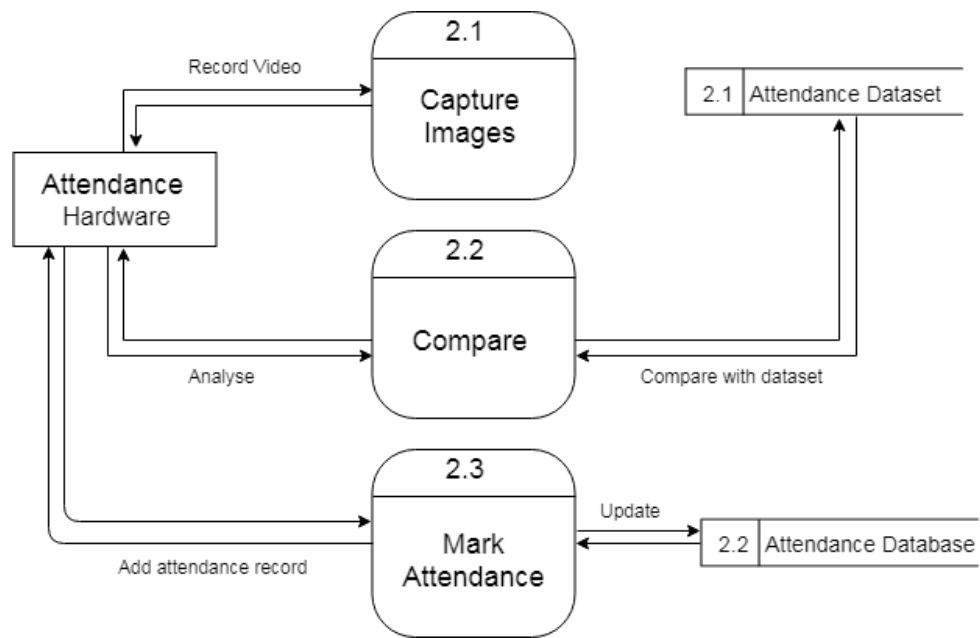 2.1
Record Video
Capture
Images
2.1 Attendance Dataset
Attendance
Hardware
2.2
Compare
Analyse
Compare with dataset
2.3
Mark
Attendance
Update
2.2 Attendance Database
Add attendance record